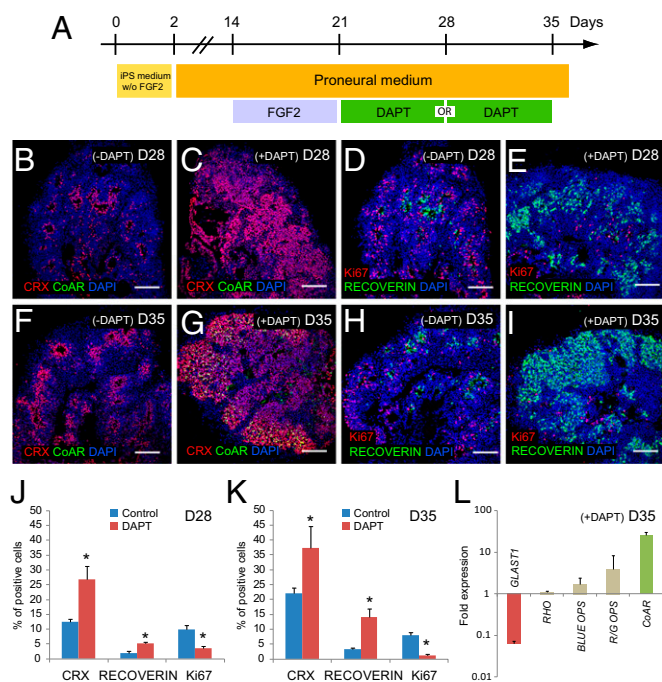 A
0 2 14 21 28 35 Days
iPS medium
w/o FGF2
Proneural medium
FGF2 DAPT OR DAPT
B (-DAPT) D28
CRX CoAR DAPI
C (+DAPT) D28
CRX CoAR DAPI
D (-DAPT) D28
Ki67
RECOVERIN DAPI
E (+DAPT) D28
Ki67
RECOVERIN DAPI
F (-DAPT) D35
CRX CoAR DAPI
G (+DAPT) D35
CRX CoAR DAPI
H (-DAPT) D35
Ki67
RECOVERIN DAPI
I (+DAPT) D35
Ki67
RECOVERIN DAPI
J
D28
Control
DAPT
% of positive cells
50
45
40
35
30
25
20
15
10
5
0
* * *
CRX RECOVERIN Ki67
K
D35
Control
DAPT
% of positive cells
50
45
40
35
30
25
20
15
10
5
0
* * *
CRX RECOVERIN Ki67
L
(+DAPT) D35
Fold expression
100
10
1
0.1
0.01
GLAST1
RHO
BLUE OPS
R/G OPS
CoAR